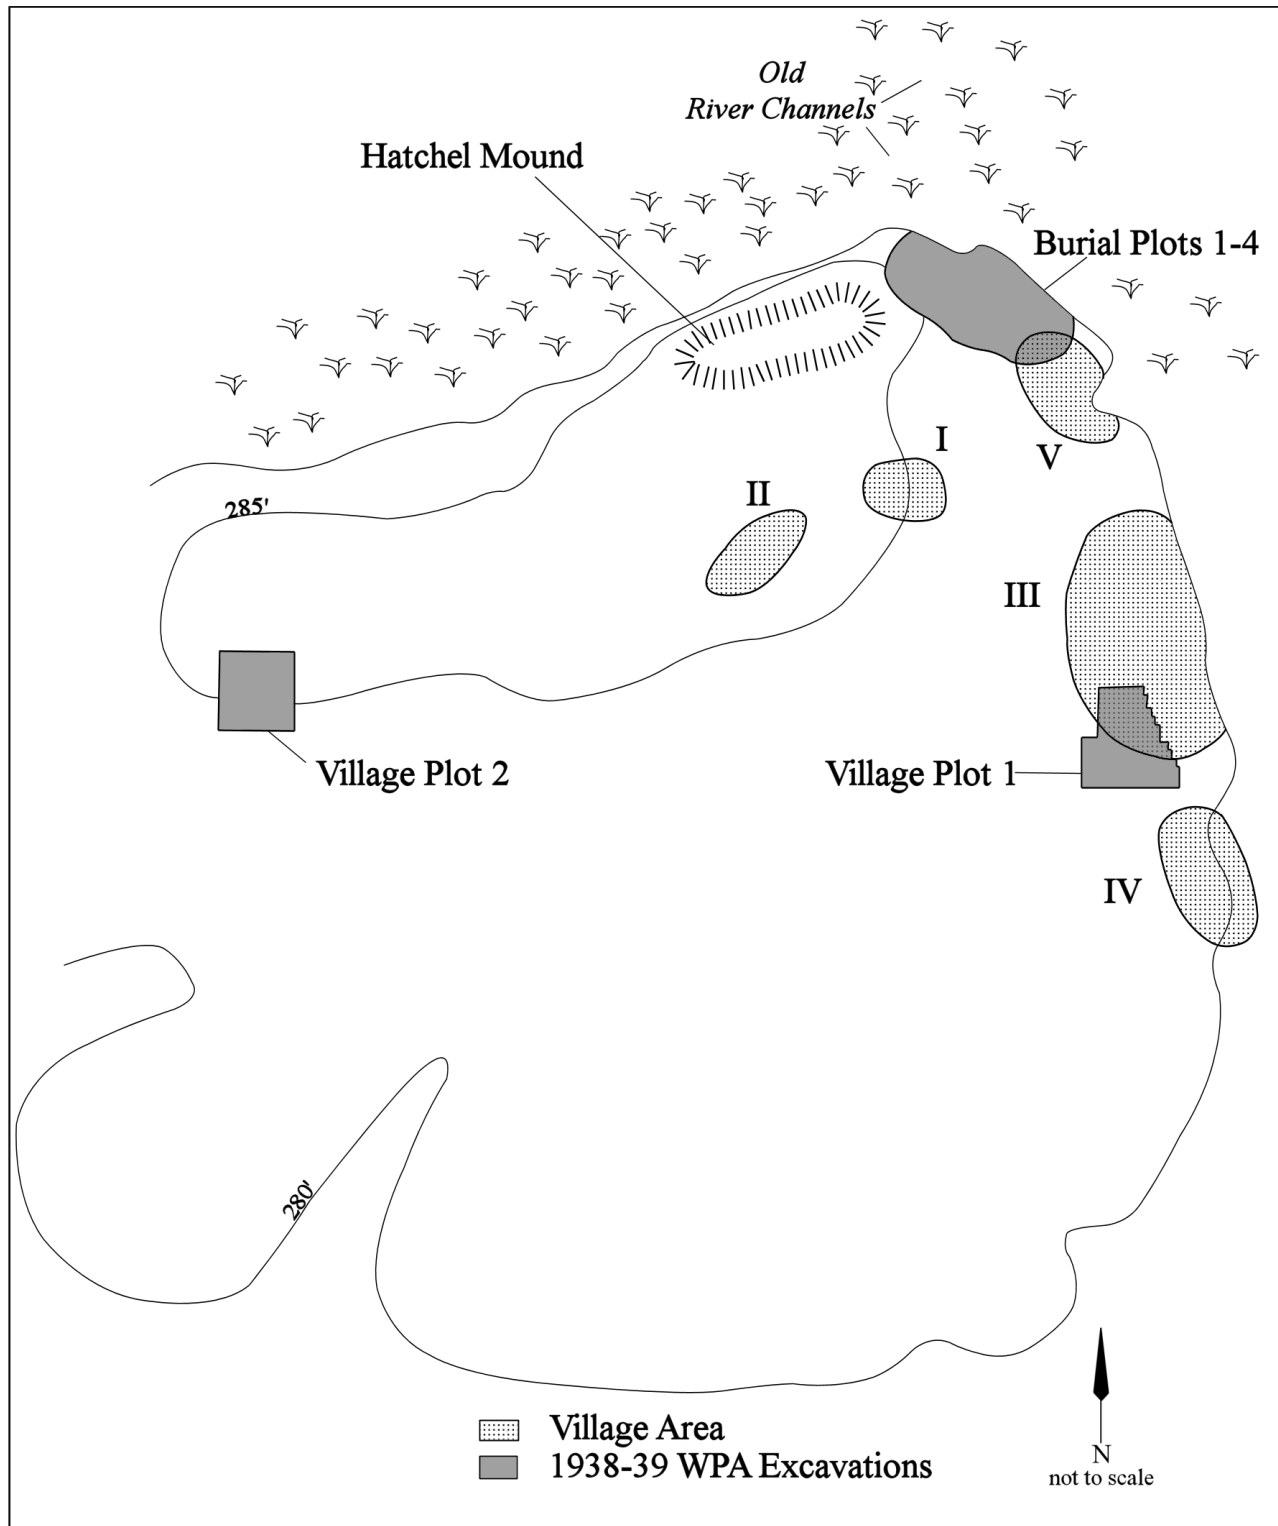 Old
River Channels
Hatchel Mound
Burial Plots 1-4
I
V
II
285'
III
Village Plot 2
Village Plot 1
IV
280'
Village Area
1938-39 WPA Excavations
N
not to scale